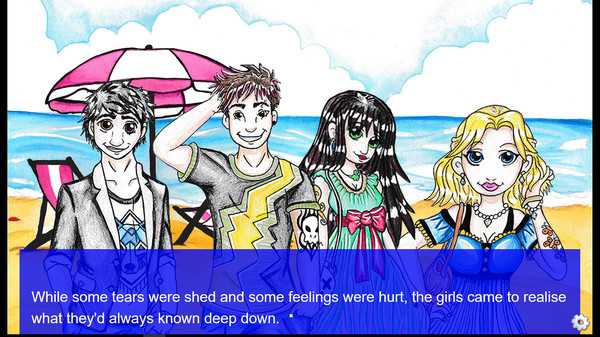 While some tears were shed and some feelings were hurt, the girls came to realise
what they'd always known deep down.